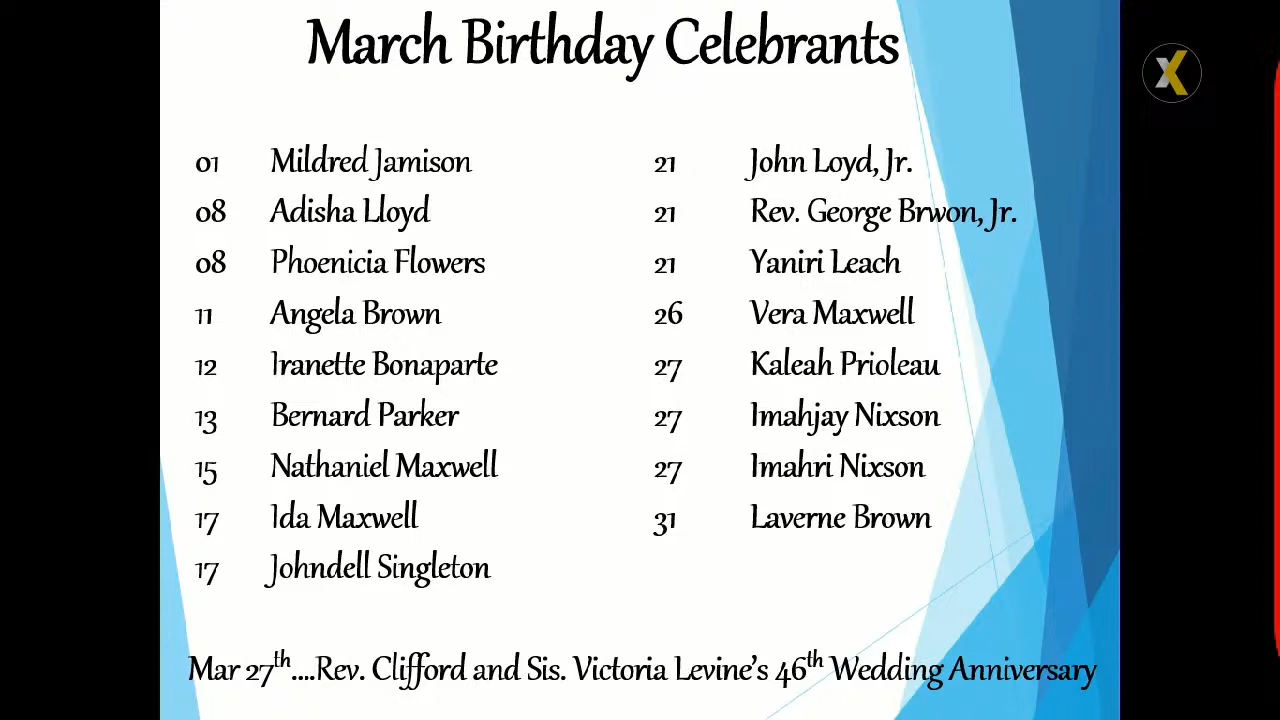 March Birthday Celebrants
01 Mildred Jamison
08 Adisha Lloyd
08 Phoenicia Flowers
11 Angela Brown
12 Iranette Bonaparte
13 Bernard Parker
15 Nathaniel Maxwell
17 Ida Maxwell
17 Johndell Singleton
21 John Loyd, Jr.
21 Rev. George Brwon, Jr.
21 Yaniri Leach
26 Vera Maxwell
27 Kaleah Prioleau
27 Imahjay Nixson
27 Imahri Nixson
31 Laverne Brown
Mar 27th....Rev. Clifford and Sis. Victoria Levine's 46th Wedding Anniversary